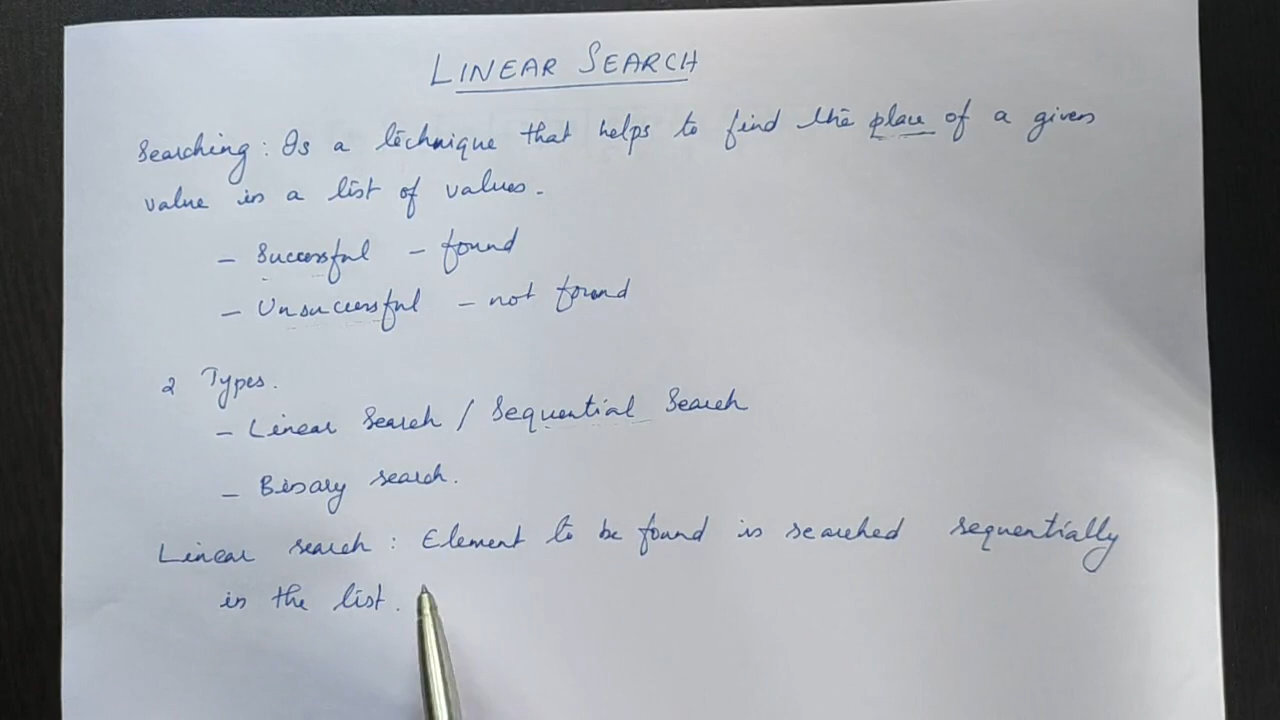 LINEAR SEARCH
Searching : Is a technique that helps to find the place of a given
value in a list of values.
- Successful - found
- Unsuccessful - not found
2 Types.
- Linear Search / Sequential Search
- Binary search.
Linear search : Element to be found is searched sequentially
in the list.